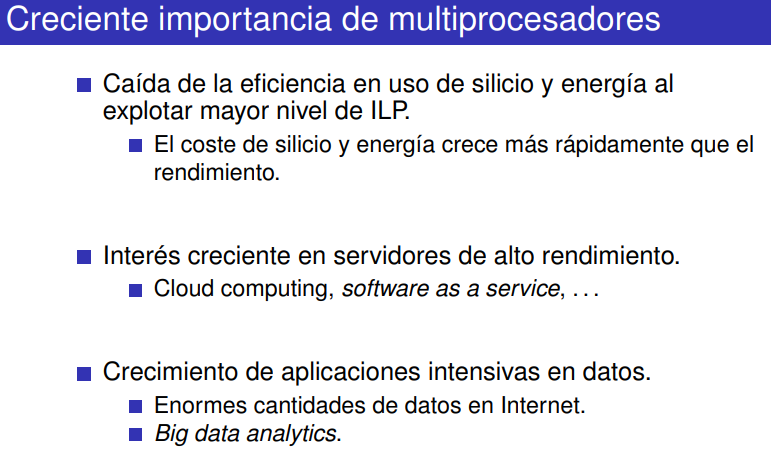 Creciente importancia de multiprocesadores
Caída de la eficiencia en uso de silicio y energía al
explotar mayor nivel de ILP.
El coste de silicio y energía crece más rápidamente que el
rendimiento.
Interés creciente en servidores de alto rendimiento.
Cloud computing, software as a service, ...
Crecimiento de aplicaciones intensivas en datos.
Enormes cantidades de datos en Internet.
Big data analytics.